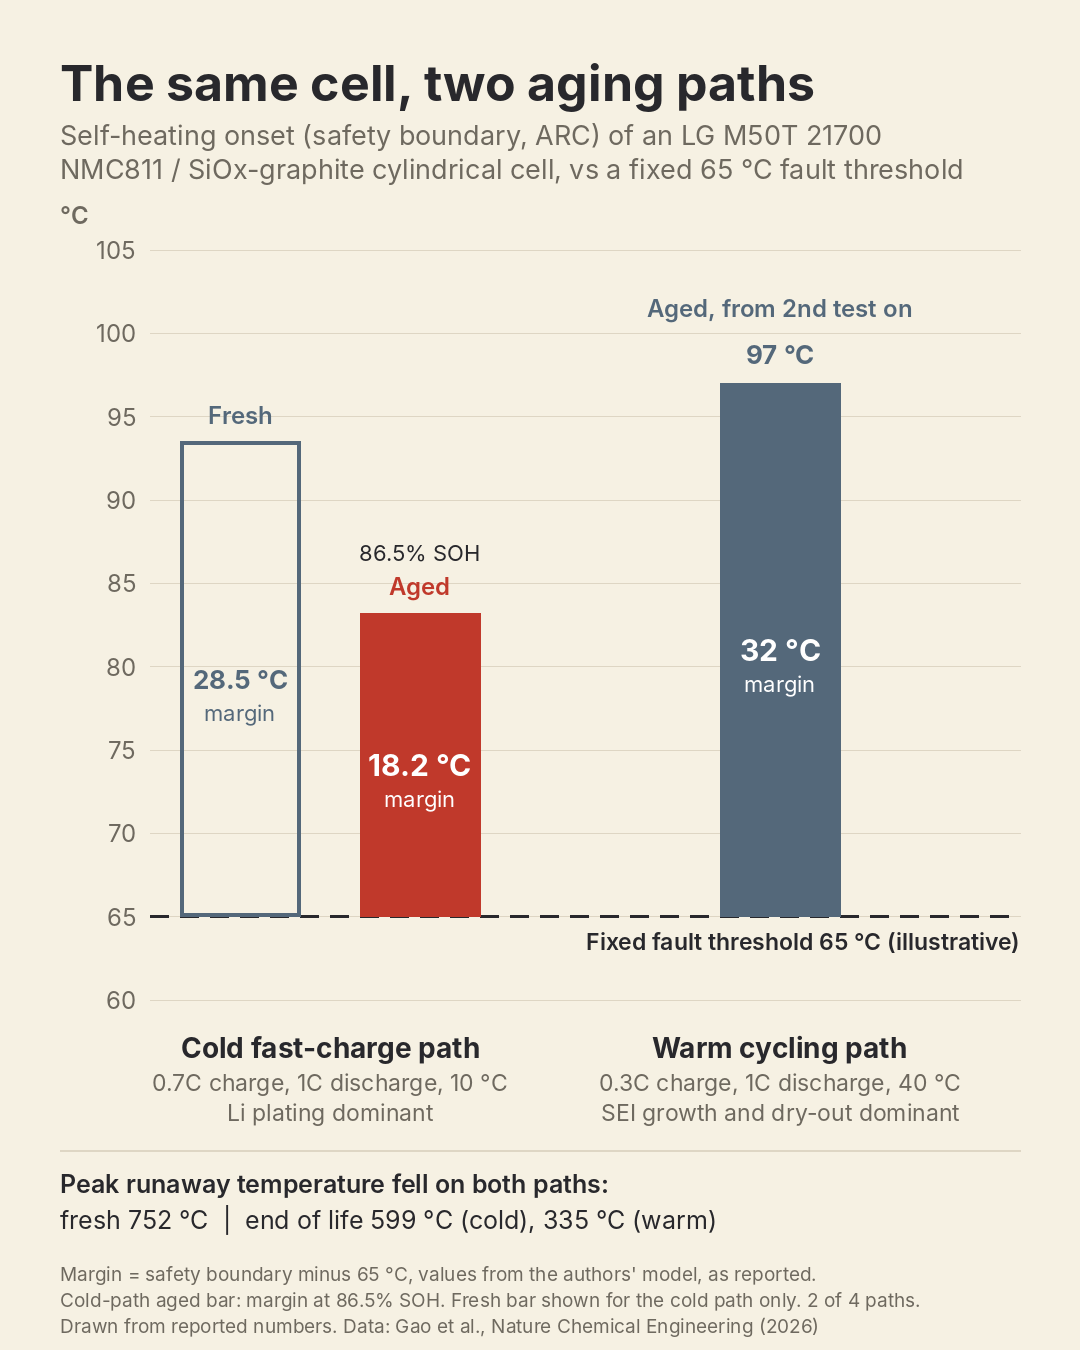 The same cell, two aging paths
Self-heating onset (safety boundary, ARC) of an LG M50T 21700
NMC811 / SiOx-graphite cylindrical cell, vs a fixed 65 °C fault threshold
°C
105
100
95
90
85
80
75
70
65
60
Fresh
28.5 °C
margin
86.5% SOH
Aged
18.2 °C
margin
Aged, from 2nd test on
97 °C
32 °C
margin
Fixed fault threshold 65 °C (illustrative)
Cold fast-charge path
0.7C charge, 1C discharge, 10 °C
Li plating dominant
Warm cycling path
0.3C charge, 1C discharge, 40 °C
SEI growth and dry-out dominant
Peak runaway temperature fell on both paths:
fresh 752 °C | end of life 599 °C (cold), 335 °C (warm)
Margin = safety boundary minus 65 °C, values from the authors' model, as reported.
Cold-path aged bar: margin at 86.5% SOH. Fresh bar shown for the cold path only. 2 of 4 paths.
Drawn from reported numbers. Data: Gao et al., Nature Chemical Engineering (2026)